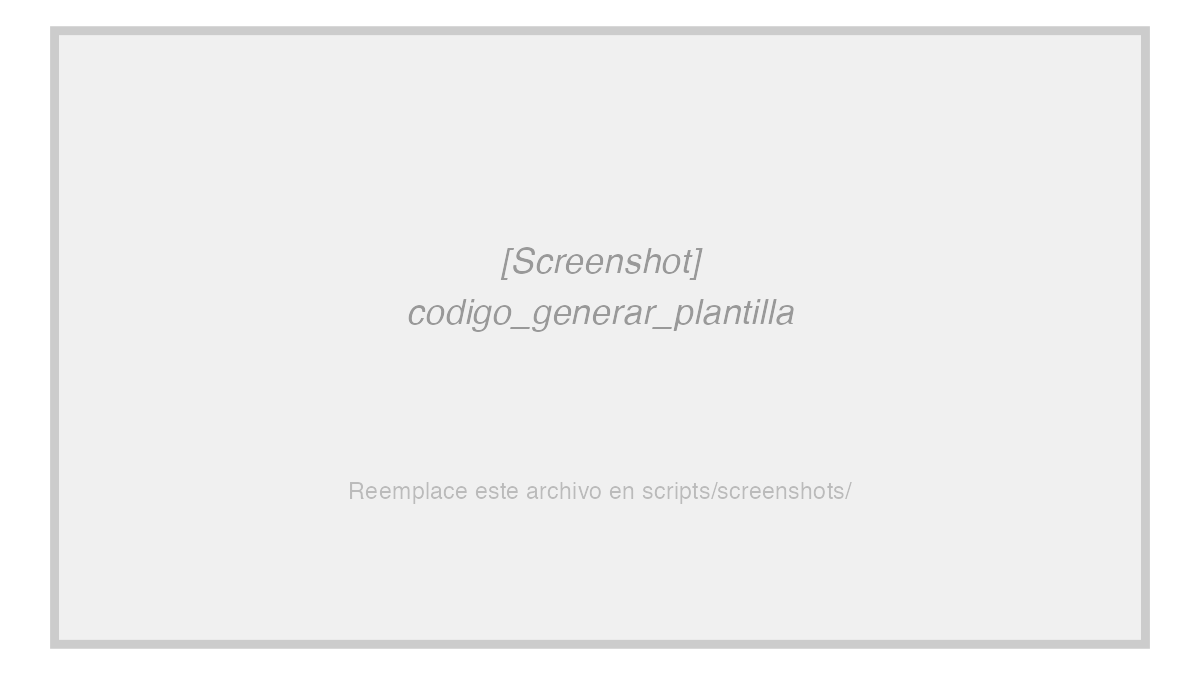 [Screenshot]
codigo_generar_plantilla
Reemplace este archivo en scripts/screenshots/